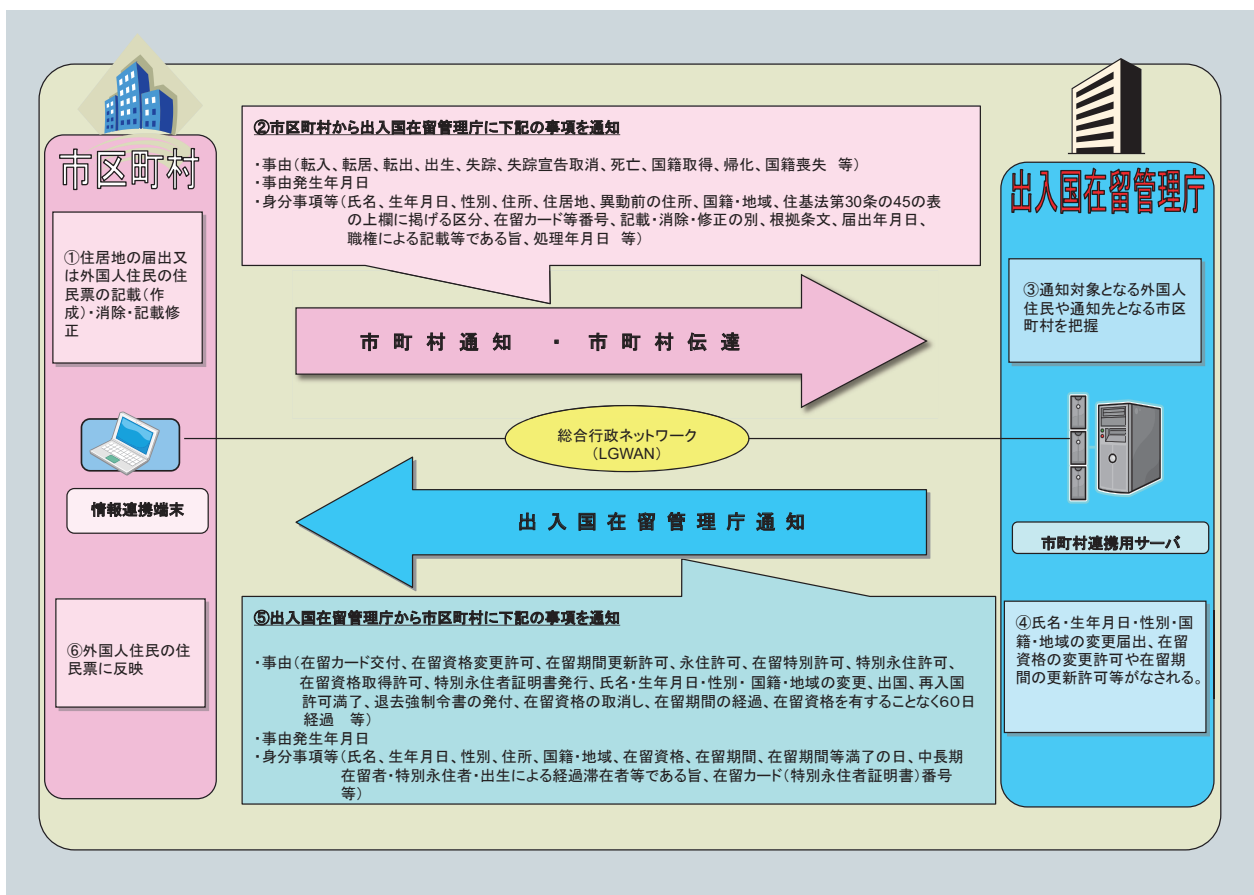 市区町村
①住居地の届出又
は外国人住民の住
民票の記載（作
成）・消除・記載修
正
情報連携端末
⑥外国人住民の住
民票に反映
②市区町村から出入国在留管理庁に下記の事項を通知
・事由（転入、転居、転出、出生、失踪、失踪宣告取消、死亡、国籍取得、帰化、国籍喪失　等）
・事由発生年月日
・身分事項等（氏名、生年月日、性別、住所、住居地、異動前の住所、国籍・地域、住基法第30条の45の表
の上欄に掲げる区分、在留カード等番号、記載・消除・修正の別、根拠条文、届出年月日、
職権による記載等である旨、処理年月日　等）
市町村通知　・　市町村伝達
総合行政ネットワーク
（LGWAN）
出入国在留管理庁通知
⑤出入国在留管理庁から市区町村に下記の事項を通知
・事由（在留カード交付、在留資格変更許可、在留期間更新許可、永住許可、在留特別許可、特別永住許可、
在留資格取得許可、特別永住者証明書発行、氏名・生年月日・性別・ 国籍・地域の変更、出国、再入国
許可満了、退去強制令書の発付、在留資格の取消し、在留期間の経過、在留資格を有することなく６０日
経過　等）
・事由発生年月日
・身分事項等（氏名、生年月日、性別、住所、国籍・地域、在留資格、在留期間、在留期間等満了の日、中長期
在留者・特別永住者・出生による経過滞在者等である旨、在留カード（特別永住者証明書）番号
等）
出入国在留管理庁
③通知対象となる外国人
住民や通知先となる市区
町村を把握
市町村連携用サーバ
④氏名・生年月日・性別・国
籍・地域の変更届出、在留
資格の変更許可や在留期
間の更新許可等がなされる。